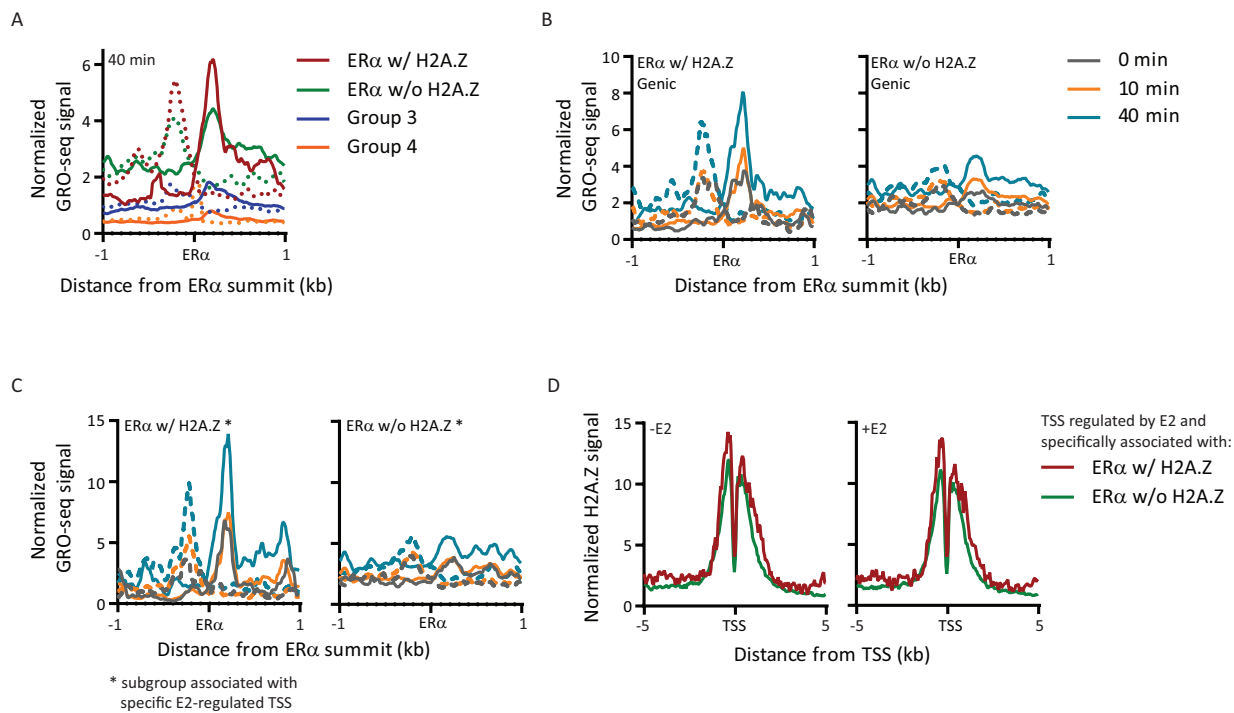 A
40 min
6
4
2
0
Normalized
GRO-seq signal
-1
ERα
1
Distance from ERα summit (kb)
ERα w/ H2A.Z
ERα w/o H2A.Z
Group 3
Group 4
B
Normalized
GRO-seq signal
10
8
6
4
2
0
ERα w/ H2A.Z
Genic
-1
ERα
1
ERα w/o H2A.Z
Genic
-1
ERα
1
Distance from ERα summit (kb)
0 min
10 min
40 min
C
Normalized
GRO-seq signal
15
10
5
0
ERα w/ H2A.Z *
-1
ERα
1
ERα w/o H2A.Z *
-1
ERα
1
Distance from ERα summit (kb)
* subgroup associated with
specific E2-regulated TSS
D
Normalized H2A.Z signal
15
10
5
0
-E2
-5
TSS
5
+E2
-5
TSS
5
Distance from TSS (kb)
TSS regulated by E2 and
specifically associated with:
ERα w/ H2A.Z
ERα w/o H2A.Z